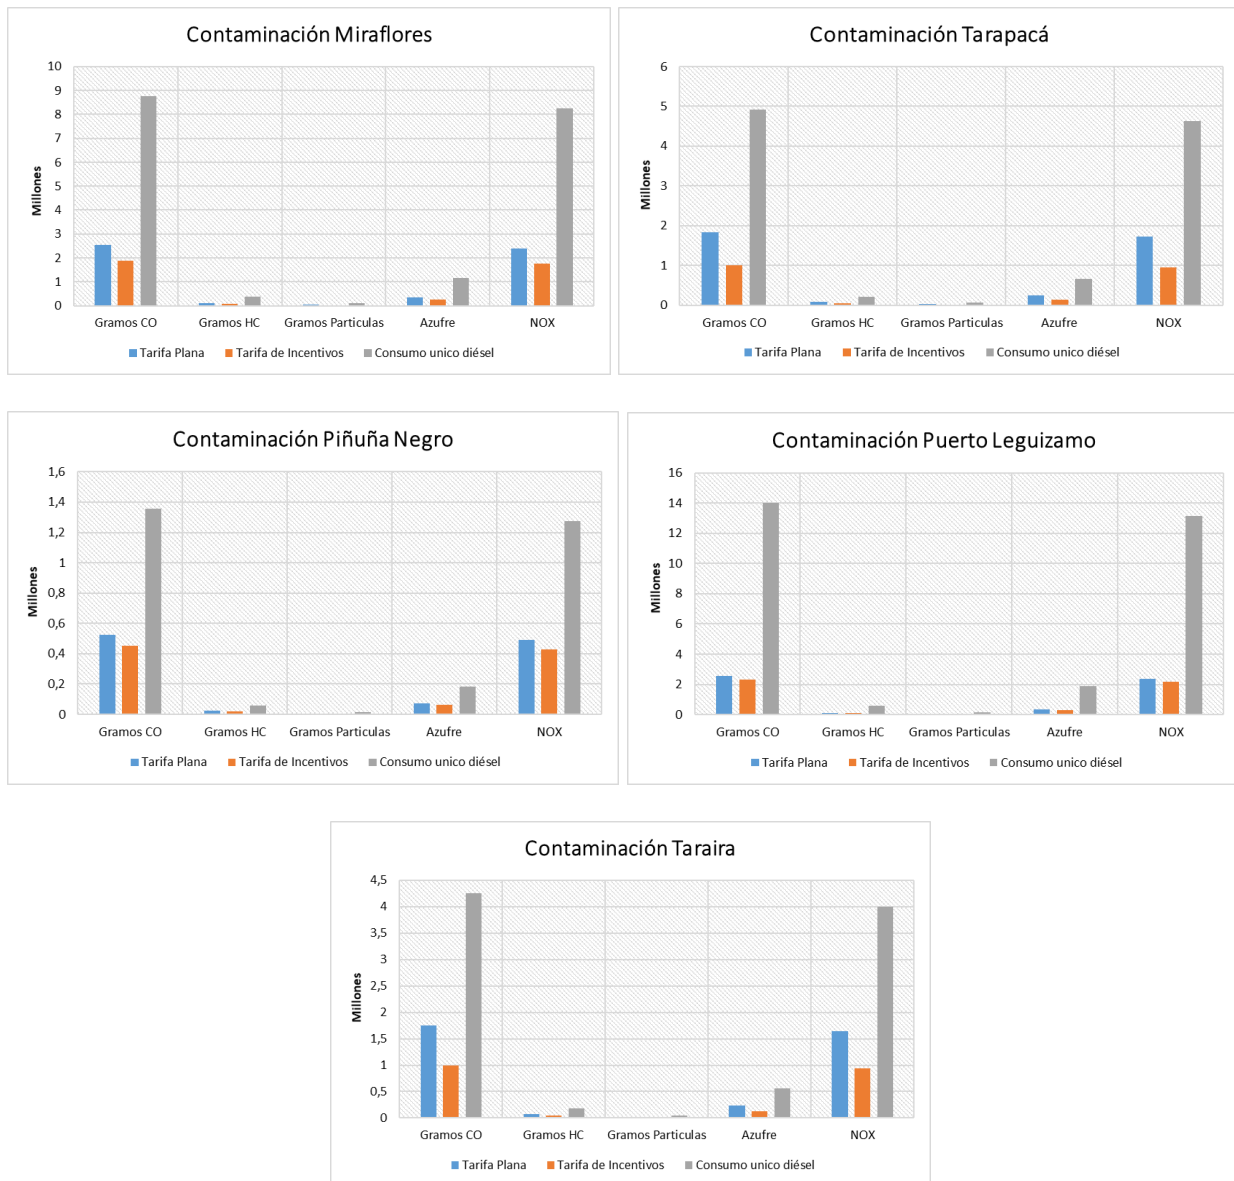 Contaminación Miraflores
10
9
8
7
6
5
4
3
2
1
0
Millones
Gramos CO Gramos HC Gramos Particulas Azufre NOX
Tarifa Plana Tarifa de Incentivos Consumo unico diésel
Contaminación Tarapacá
6
5
4
3
2
1
0
Millones
Gramos CO Gramos HC Gramos Particulas Azufre NOX
Tarifa Plana Tarifa de Incentivos Consumo unico diésel
Contaminación Piñuña Negro
1,6
1,4
1,2
1
0,8
0,6
0,4
0,2
0
Millones
Gramos CO Gramos HC Gramos Particulas Azufre NOX
Tarifa Plana Tarifa de Incentivos Consumo unico diésel
Contaminación Puerto Leguizamo
16
14
12
10
8
6
4
2
0
Millones
Gramos CO Gramos HC Gramos Particulas Azufre NOX
Tarifa Plana Tarifa de Incentivos Consumo unico diésel
Contaminación Taraira
4,5
4
3,5
3
2,5
2
1,5
1
0,5
0
Millones
Gramos CO Gramos HC Gramos Particulas Azufre NOX
Tarifa Plana Tarifa de Incentivos Consumo unico diésel